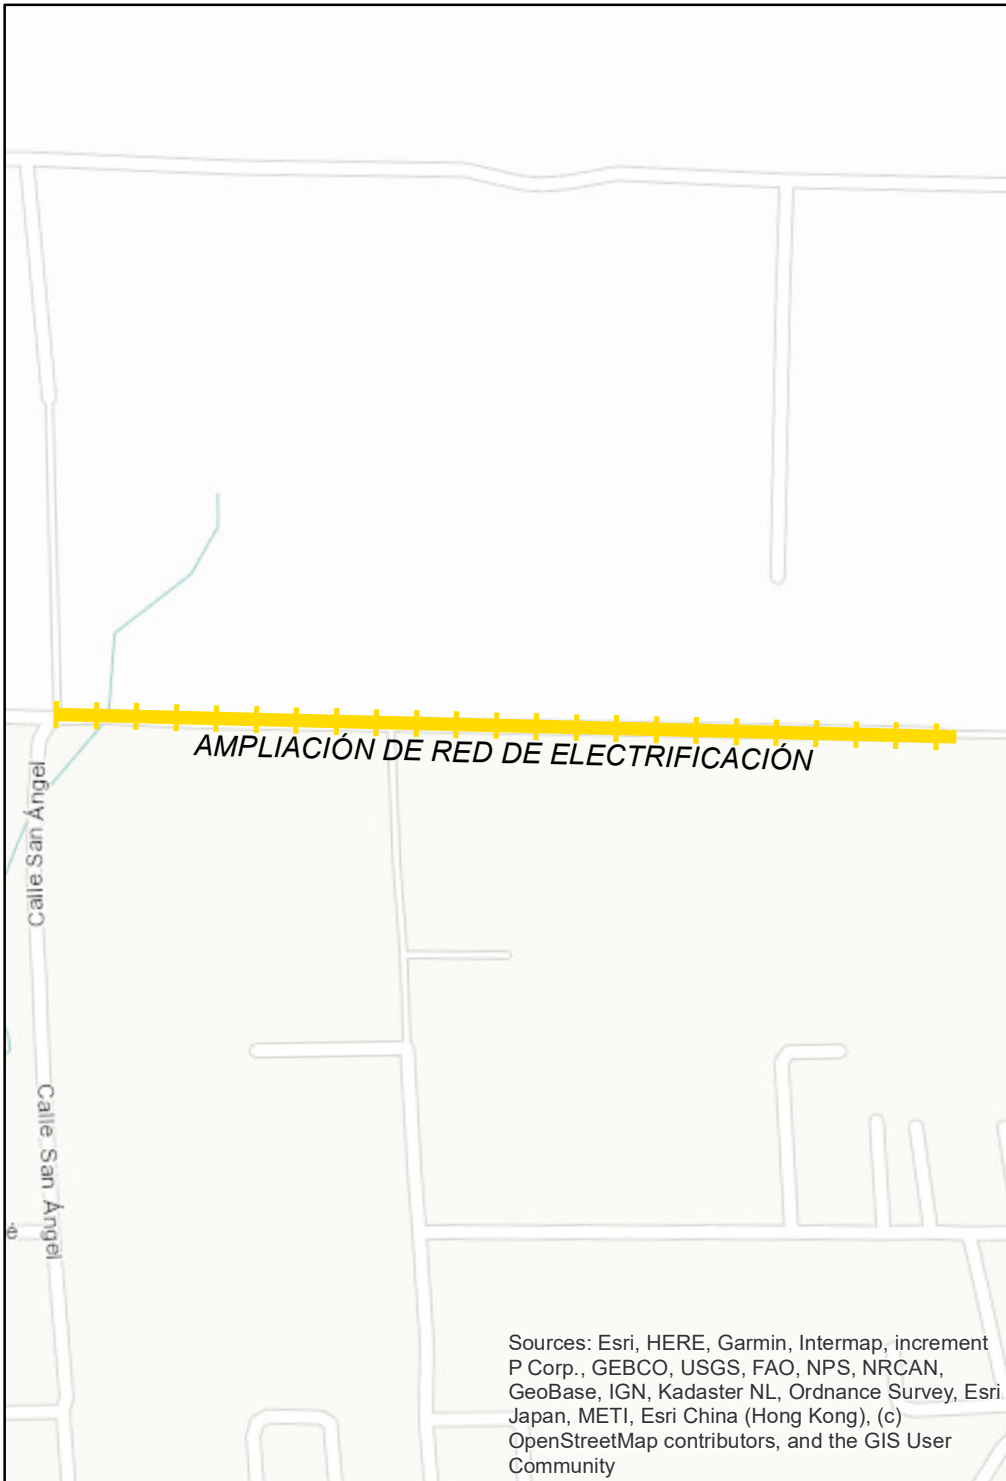 AMPLIACIÓN DE RED DE ELECTRIFICACIÓN
Calle San Ángel
Calle San Ángel
Sources: Esri, HERE, Garmin, Intermap, increment
P Corp., GEBCO, USGS, FAO, NPS, NRCAN,
GeoBase, IGN, Kadaster NL, Ordnance Survey, Esri
Japan, METI, Esri China (Hong Kong), (c)
OpenStreetMap contributors, and the GIS User
Community